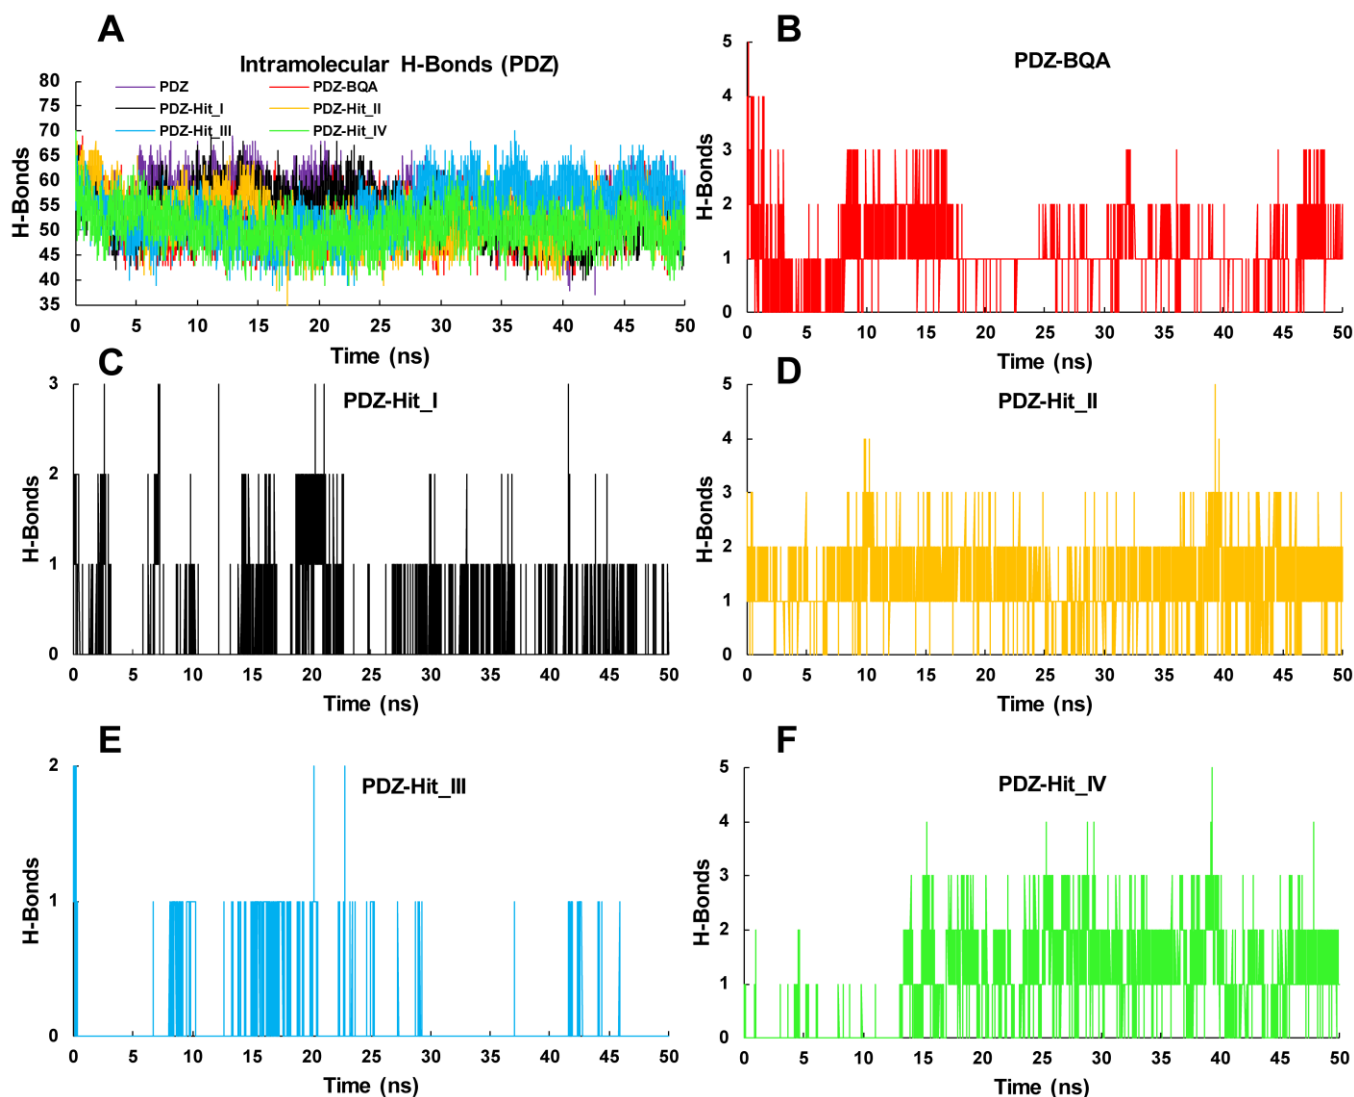 A
Intramolecular H-Bonds (PDZ)
PDZ PDZ-BQA
PDZ-Hit_I PDZ-Hit_II
PDZ-Hit_III PDZ-Hit_IV
H-Bonds
80
75
70
65
60
55
50
45
40
35
0 5 10 15 20 25 30 35 40 45 50
Time (ns)
B
PDZ-BQA
H-Bonds
5
4
3
2
1
0
0 5 10 15 20 25 30 35 40 45 50
Time (ns)
C
PDZ-Hit_I
H-Bonds
3
2
1
0
0 5 10 15 20 25 30 35 40 45 50
Time (ns)
D
PDZ-Hit_II
H-Bonds
5
4
3
2
1
0
0 5 10 15 20 25 30 35 40 45 50
Time (ns)
E
PDZ-Hit_III
H-Bonds
2
1
0
0 5 10 15 20 25 30 35 40 45 50
Time (ns)
F
PDZ-Hit_IV
H-Bonds
5
4
3
2
1
0
0 5 10 15 20 25 30 35 40 45 50
Time (ns)